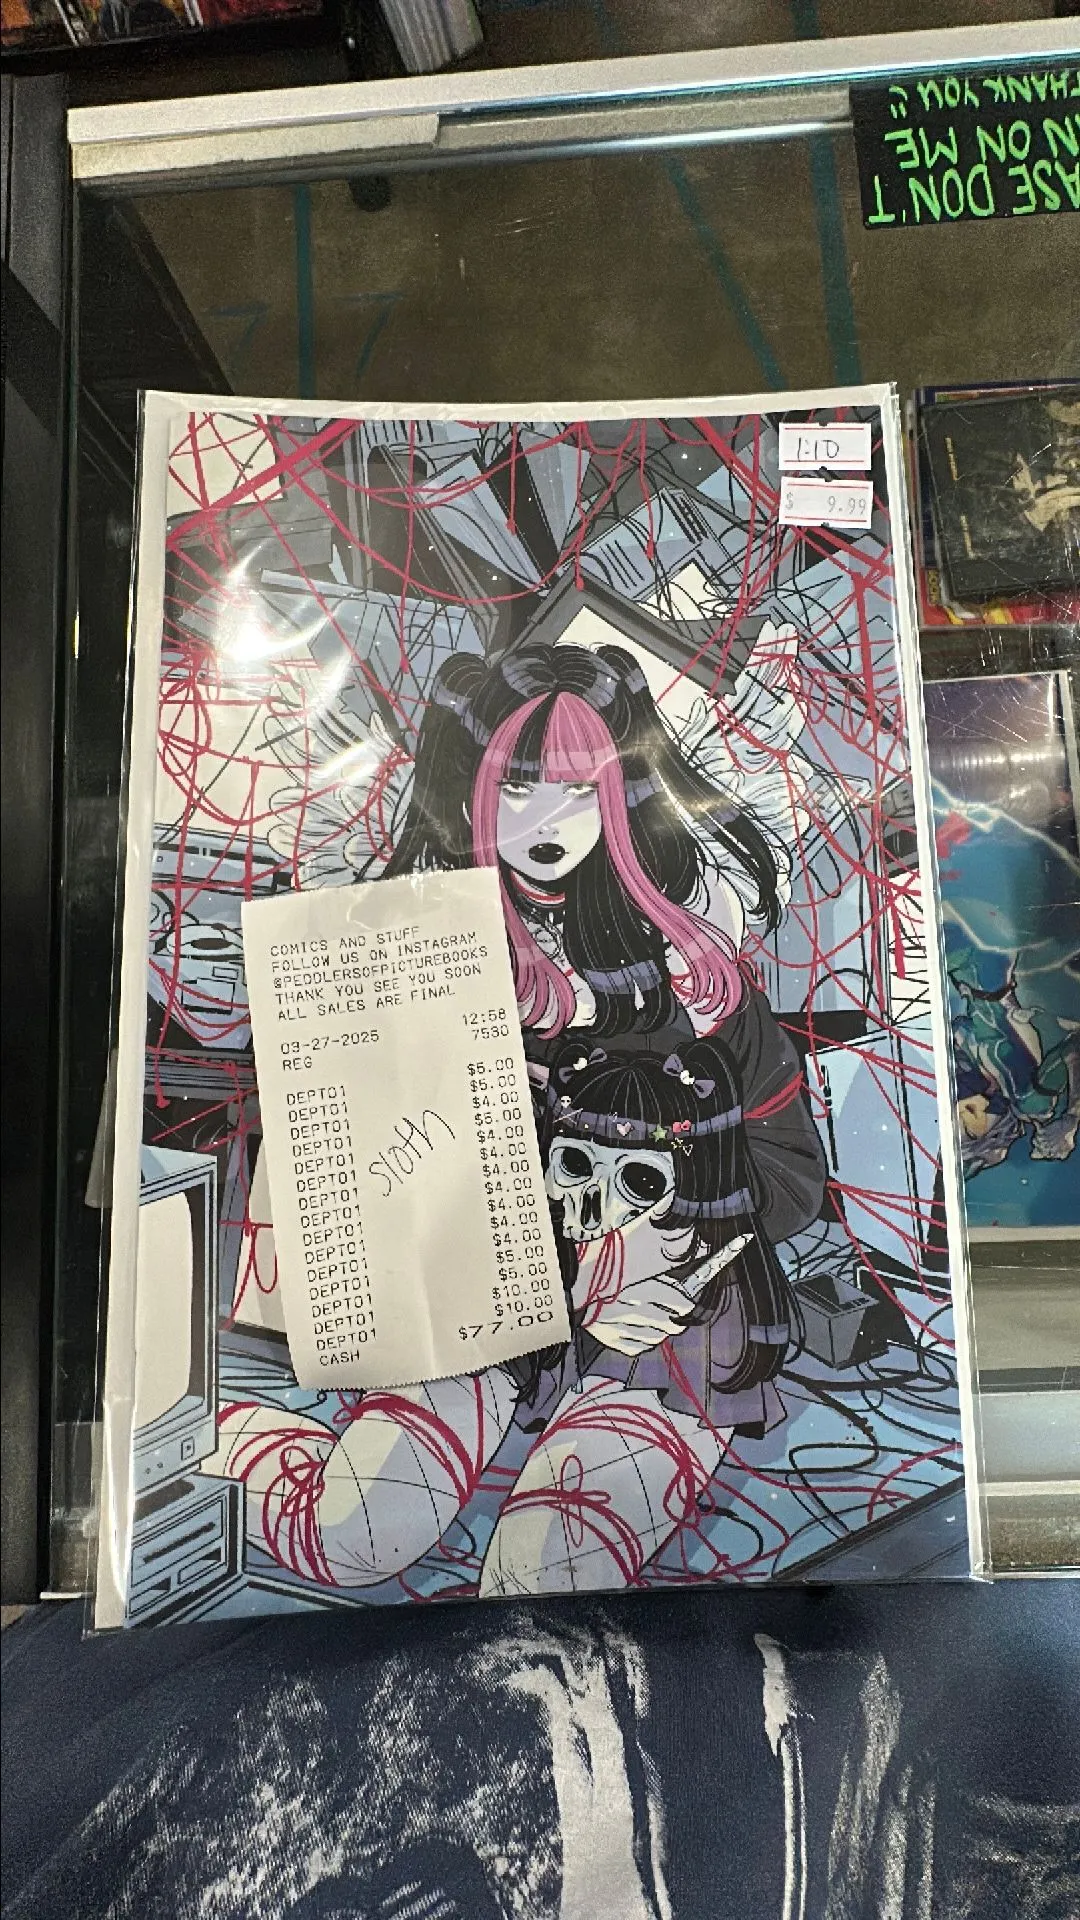 ASE DON'T
N ON ME
THANK YOU
1:10
$ 9.99
COMICS AND STUFF
FOLLOW US ON INSTAGRAM
@PEDDLERSOFPICTUREBOOKS
THANK YOU SEE YOU SOON
ALL SALES ARE FINAL
03-27-2025 12:58
REG 7530
DEPT01 $5.00
DEPT01 $5.00
DEPT01 $4.00
DEPT01 $5.00
DEPT01 $4.00
DEPT01 $4.00
DEPT01 $4.00
DEPT01 $4.00
DEPT01 $4.00
DEPT01 $4.00
DEPT01 $4.00
DEPT01 $5.00
DEPT01 $5.00
DEPT01 $10.00
DEPT01 $10.00
CASH $77.00
sloth